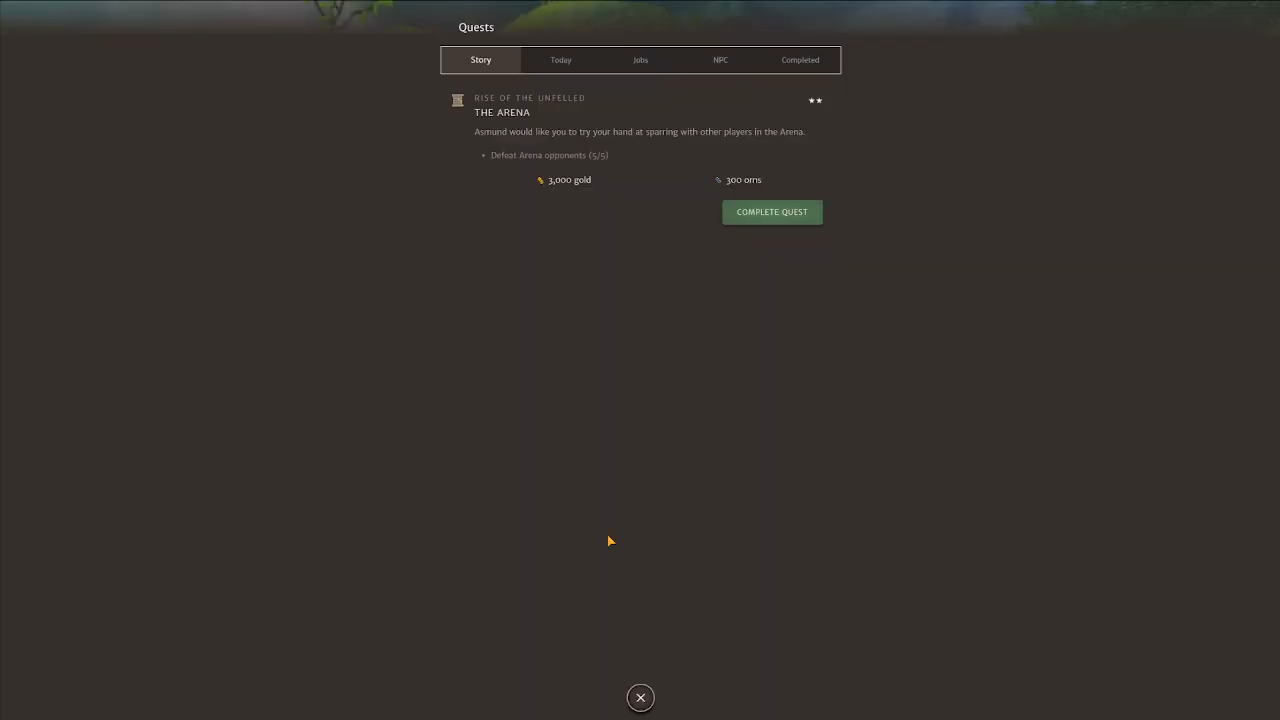 Quests
Story Today Jobs NPC Completed
RISE OF THE UNFELLED
THE ARENA
Asmund would like you to try your hand at sparring with other players in the Arena.
• Defeat Arena opponents (5/5)
3,000 gold 300 orns
COMPLETE QUEST